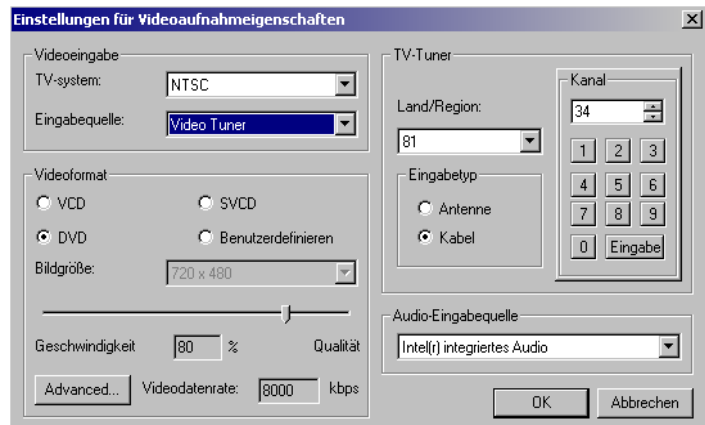 Einstellungen für Videoaufnahmeigenschaften
Videoeingabe
TV-system: NTSC
Eingabequelle: Video Tuner
Videoformat
VCD SVCD
DVD Benutzerdefinieren
Bildgröße: 720 x 480
Geschwindigkeit 80 % Qualität
Advanced... Videodatenrate: 8000 kbps
TV-Tuner
Land/Region:
81
Eingabetyp
Antenne
Kabel
Kanal
34
1 2 3
4 5 6
7 8 9
0 Eingabe
Audio-Eingabequelle
Intel(r) integriertes Audio
OK Abbrechen